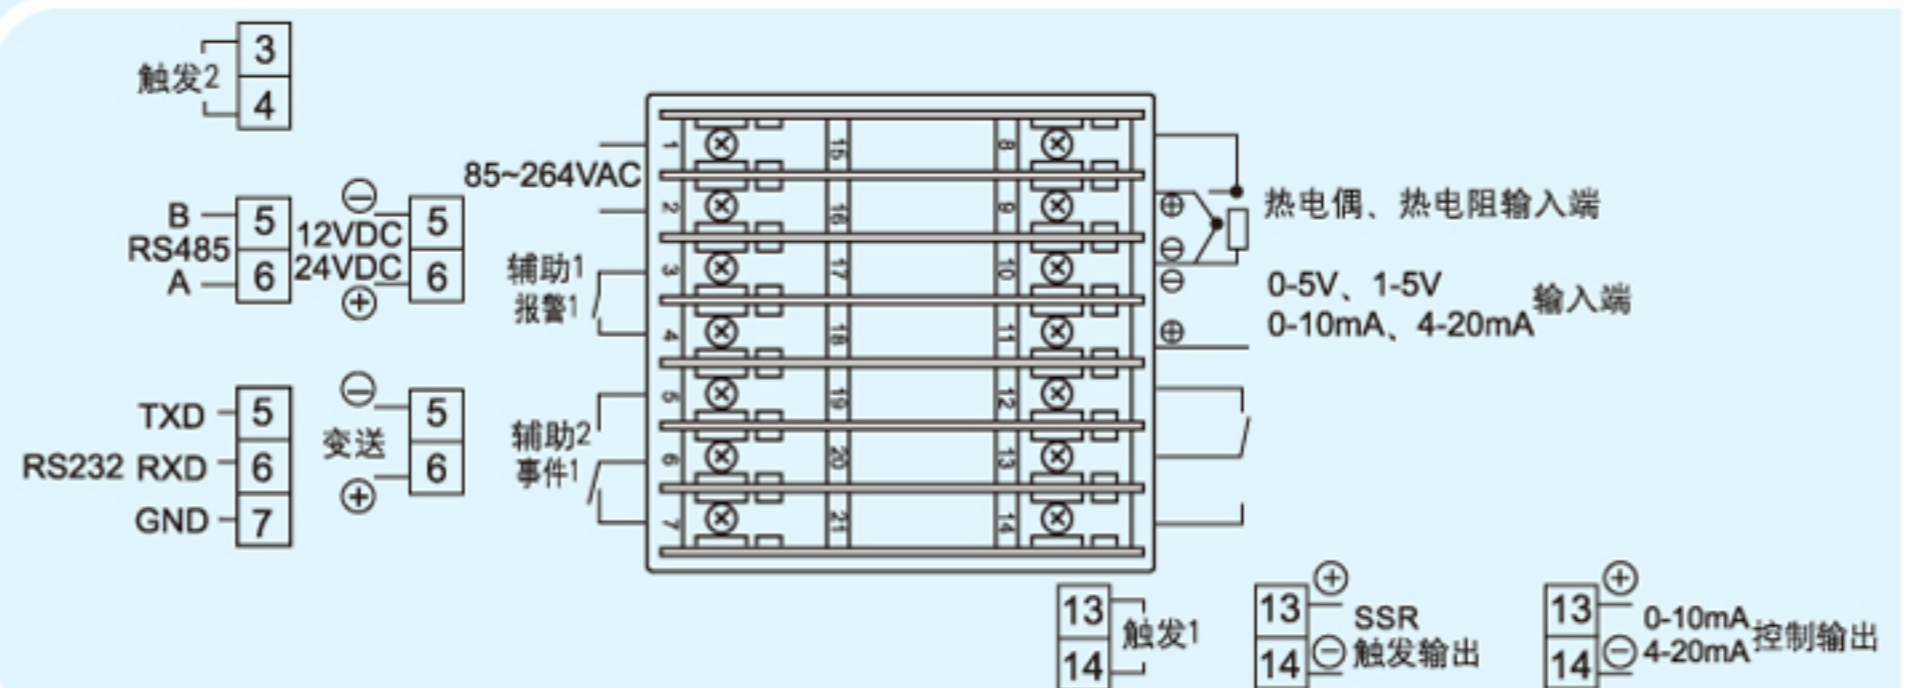 3
触发2
4
85~264VAC
B
RS485
A
5
6
⊖
12VDC
24VDC
⊕
5
6
辅助1
报警1
TXD
RS232 RXD
GND
5
6
7
⊖
变送
⊕
5
6
辅助2
事件1
1 15 8
2 16 9
3 17 10
4 18 11
5 19 12
6 20 13
7 21 14
⊕
⊖
⊖
⊕
热电偶、热电阻输入端
0-5V、1-5V
0-10mA、4-20mA
输入端
13
14
触发1
13 ⊕
14 ⊖
SSR
触发输出
13 ⊕
14 ⊖
0-10mA
4-20mA
控制输出